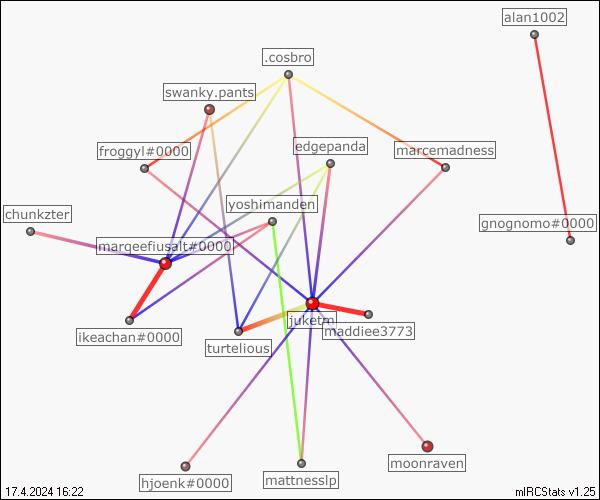 alan1002
.cosbro
swanky.pants
froggyl#0000
edgepanda
marcemadness
chunkzter
yoshimanden
gnognomo#0000
margeefiusalt#0000
juketm
maddiee3773
ikeachan#0000
turtelious
moonraven
hjoenk#0000
mattnesslp
17.4.2024 16:22
mIRCStats v1.25